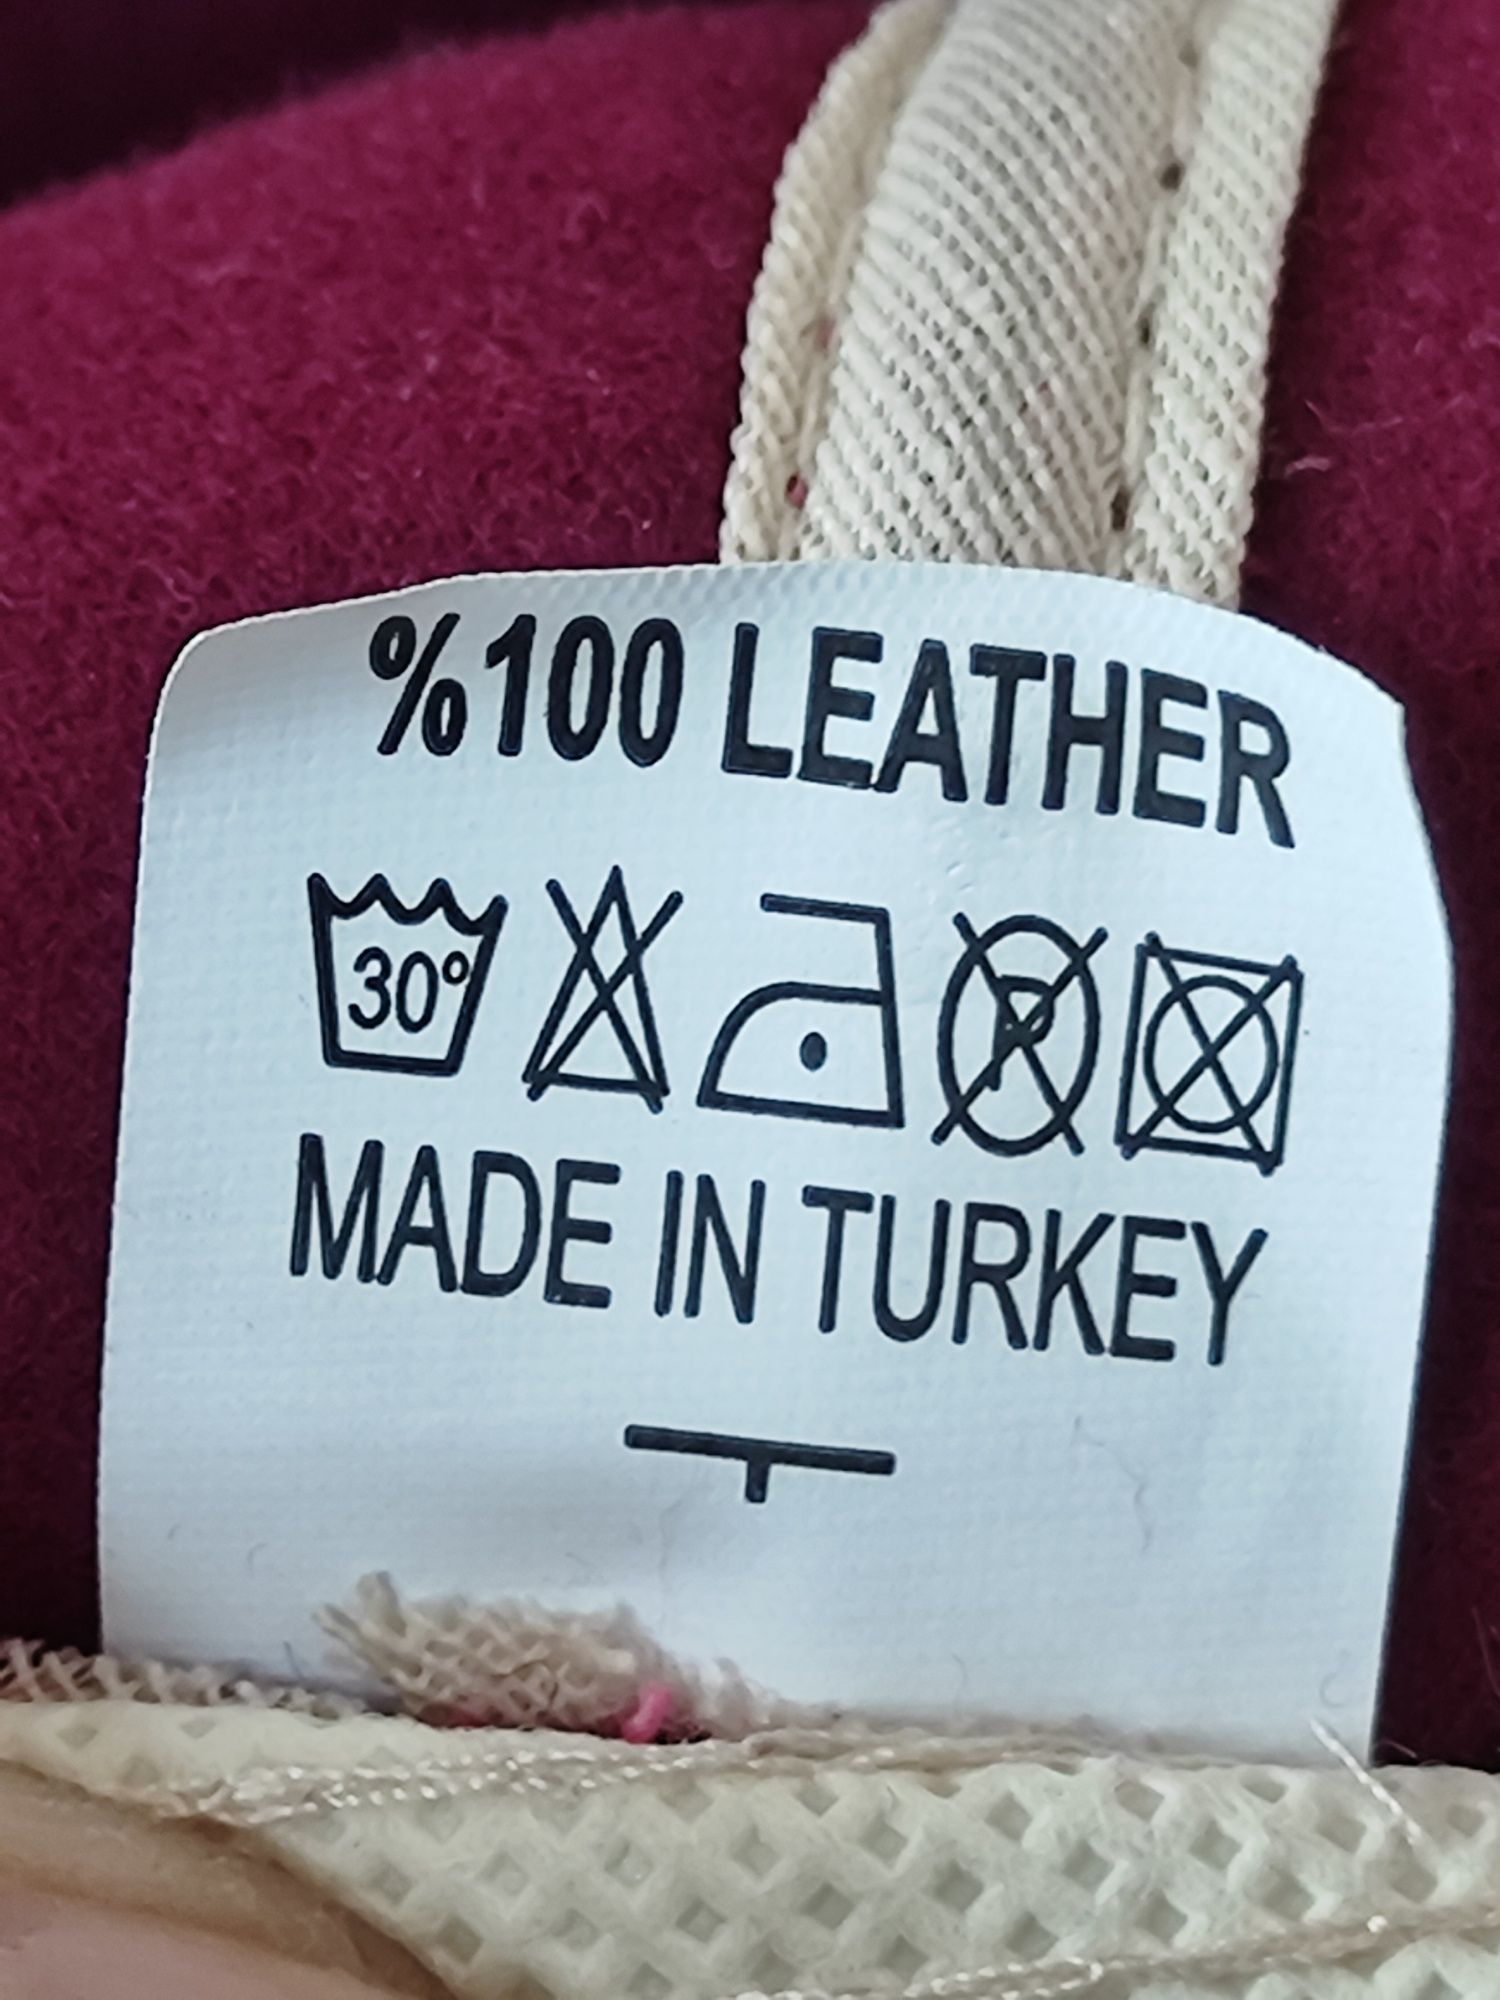 %100 LEATHER
30°
P
MADE IN TURKEY